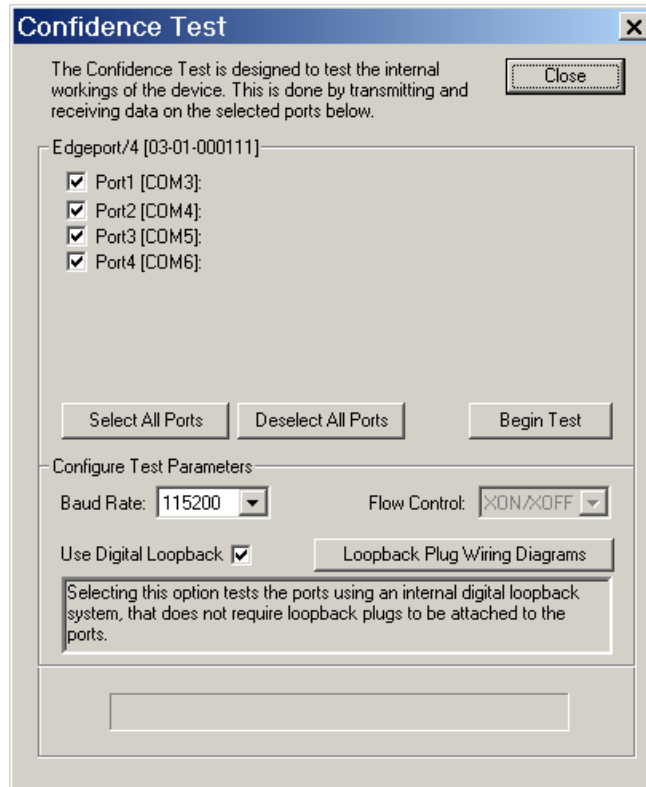 Confidence Test
The Confidence Test is designed to test the internal
workings of the device. This is done by transmitting and
receiving data on the selected ports below.
Close
Edgeport/4 [03-01-000111]
Port1 [COM3]:
Port2 [COM4]:
Port3 [COM5]:
Port4 [COM6]:
Select All Ports
Deselect All Ports
Begin Test
Configure Test Parameters
Baud Rate: 115200
Flow Control: XON/XOFF
Use Digital Loopback
Loopback Plug Wiring Diagrams
Selecting this option tests the ports using an internal digital loopback
system, that does not require loopback plugs to be attached to the
ports.